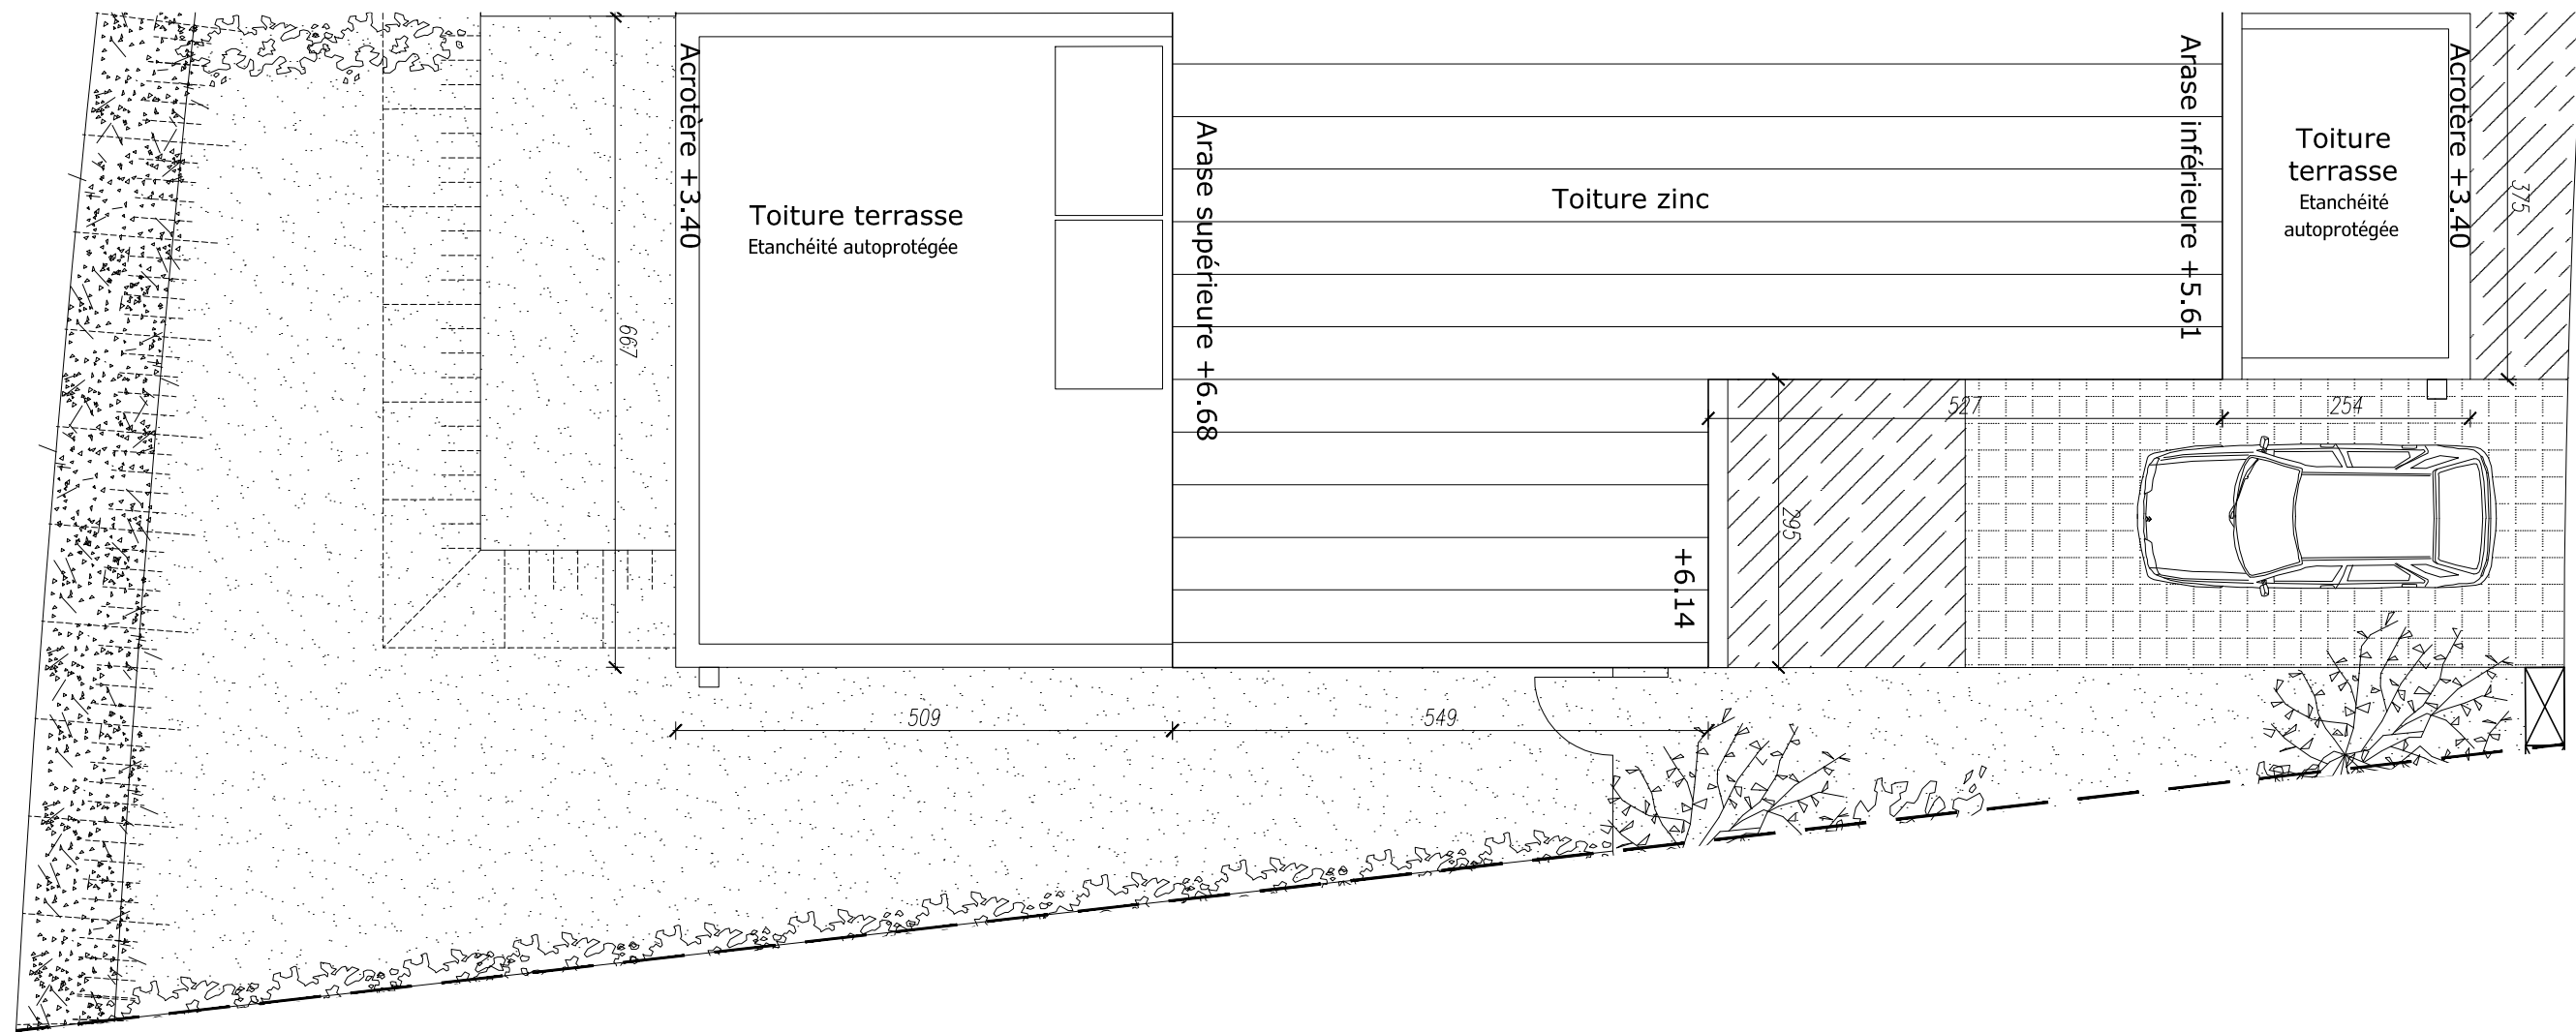 Acrotère +3.40
Toiture terrasse
Etanchéité autoprotégée
667
Arase supérieure +6.68
Toiture zinc
Arase inférieure +5.61
Toiture
terrasse
Etanchéité
autoprotégée
Acrotère +3.40
375
527
254
295
+6.14
509
549